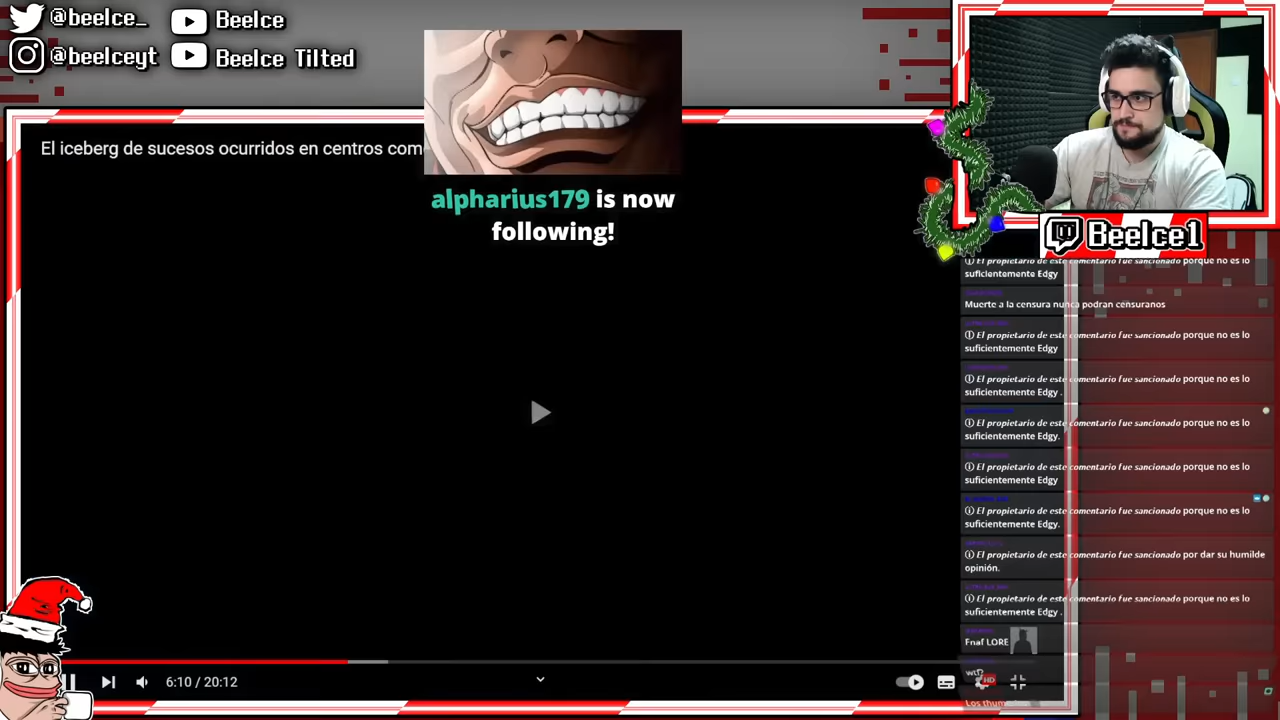 @beelce_
Beelce
@beelceyt
Beelce Tilted
El iceberg de sucesos ocurridos en centros com
alpharius179 is now
following!
Beelce1
El propietario de este comentario fue sancionado porque no es lo
suficientemente Edgy
Muerte a la censura nunca podran censuranos
El propietario de este comentario fue sancionado porque no es lo
suficientemente Edgy
El propietario de este comentario fue sancionado porque no es lo
suficientemente Edgy .
El propietario de este comentario fue sancionado porque no es lo
suficientemente Edgy.
El propietario de este comentario fue sancionado porque no es lo
suficientemente Edgy
El propietario de este comentario fue sancionado porque no es lo
suficientemente Edgy.
El propietario de este comentario fue sancionado por dar su humilde
opinión.
El propietario de este comentario fue sancionado porque no es lo
suficientemente Edgy .
Fnaf LORE
wtf?
Los
6:10 / 20:12
HD